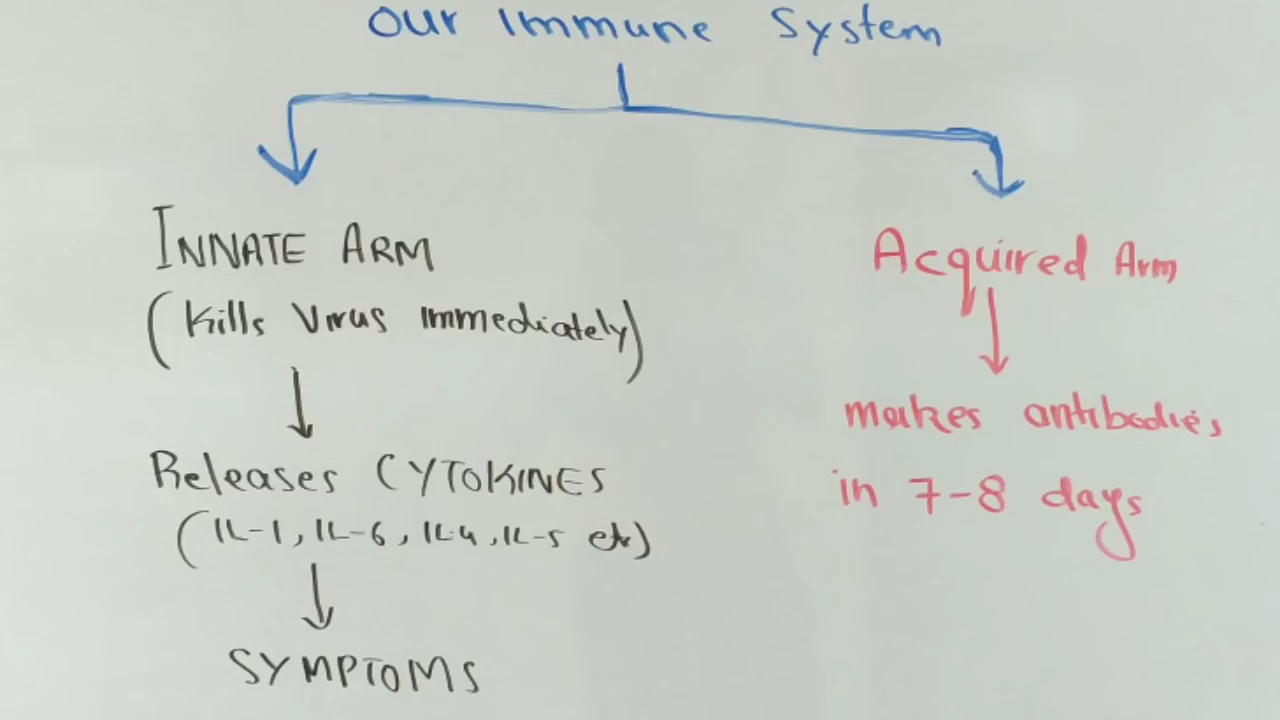 our Immune System
INNATE ARM
(Kills Virus immediately)
Releases CYTOKINES
(IL-1, IL-6, IL-4, IL-5 etc)
SYMPTOMS
Acquired Arm
makes antibodies
in 7-8 days